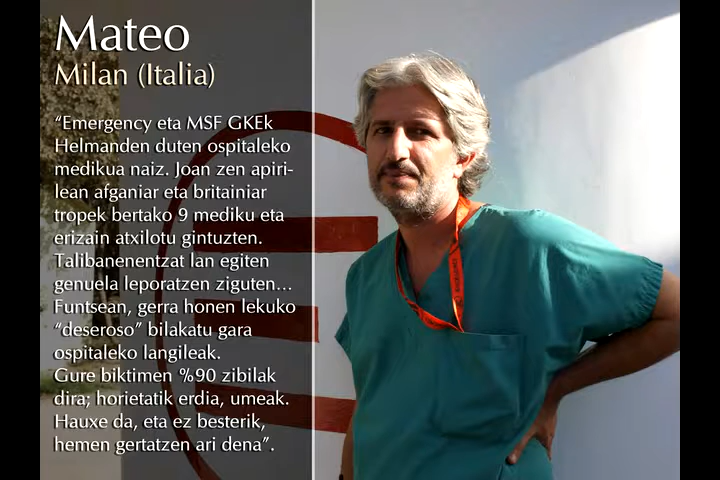 Mateo
Milan (Italia)
“Emergency eta MSF GKEk
Helmanden duten ospitaleko
medikua naiz. Joan zen apiri-
lean afganiar eta britainiar
tropek bertako 9 mediku eta
erizain atxilotu gintuzten.
Talibanenentzat lan egiten
genuela leporatzen ziguten...
Funtsean, gerra honen lekuko
“deseroso” bilakatu gara
ospitaleko langileak.
Gure biktimen %90 zibilak
dira; horietatik erdia, umeak.
Hauxe da, eta ez besterik,
hemen gertatzen ari dena”.